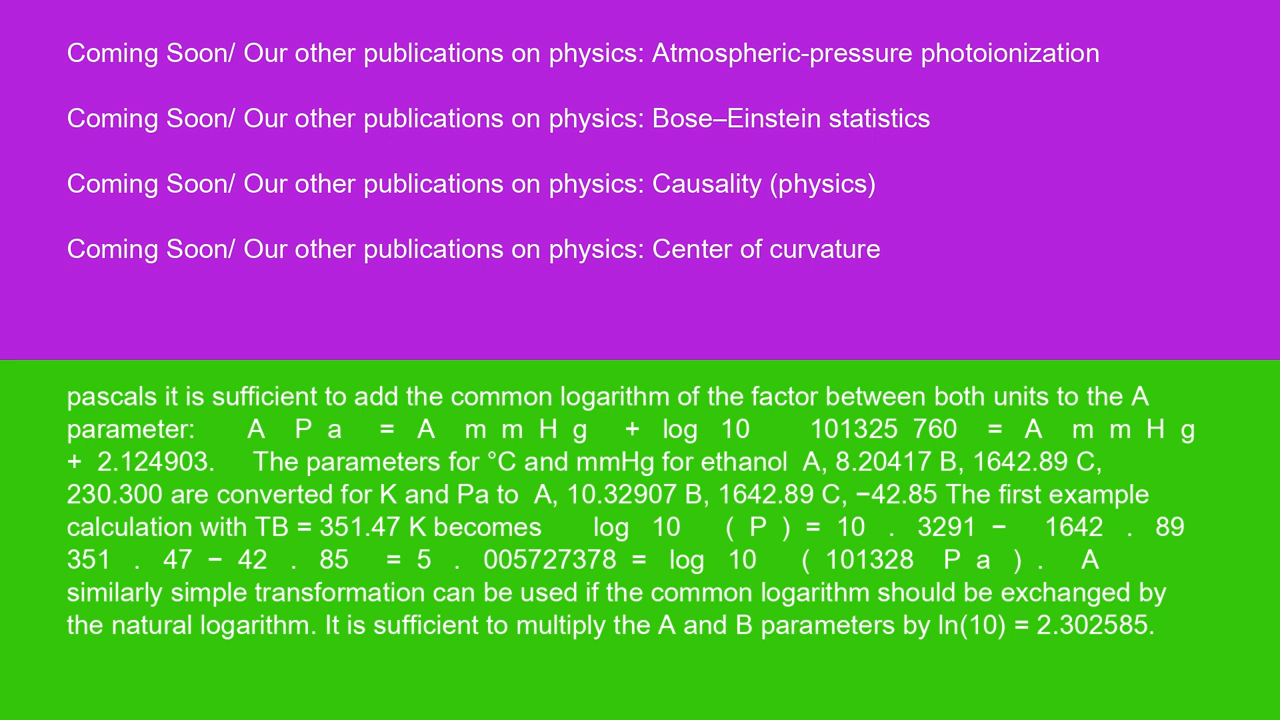 Coming Soon/ Our other publications on physics: Atmospheric-pressure photoionization
Coming Soon/ Our other publications on physics: Bose–Einstein statistics
Coming Soon/ Our other publications on physics: Causality (physics)
Coming Soon/ Our other publications on physics: Center of curvature
pascals it is sufficient to add the common logarithm of the factor between both units to the A
parameter: A P a = A m m H g + log 10 101325 760 = A m m H g
+ 2.124903. The parameters for °C and mmHg for ethanol A, 8.20417 B, 1642.89 C,
230.300 are converted for K and Pa to A, 10.32907 B, 1642.89 C, −42.85 The first example
calculation with TB = 351.47 K becomes log 10 ( P ) = 10 . 3291 − 1642 . 89
351 . 47 − 42 . 85 = 5 . 005727378 = log 10 ( 101328 P a ) . A
similarly simple transformation can be used if the common logarithm should be exchanged by
the natural logarithm. It is sufficient to multiply the A and B parameters by ln(10) = 2.302585.